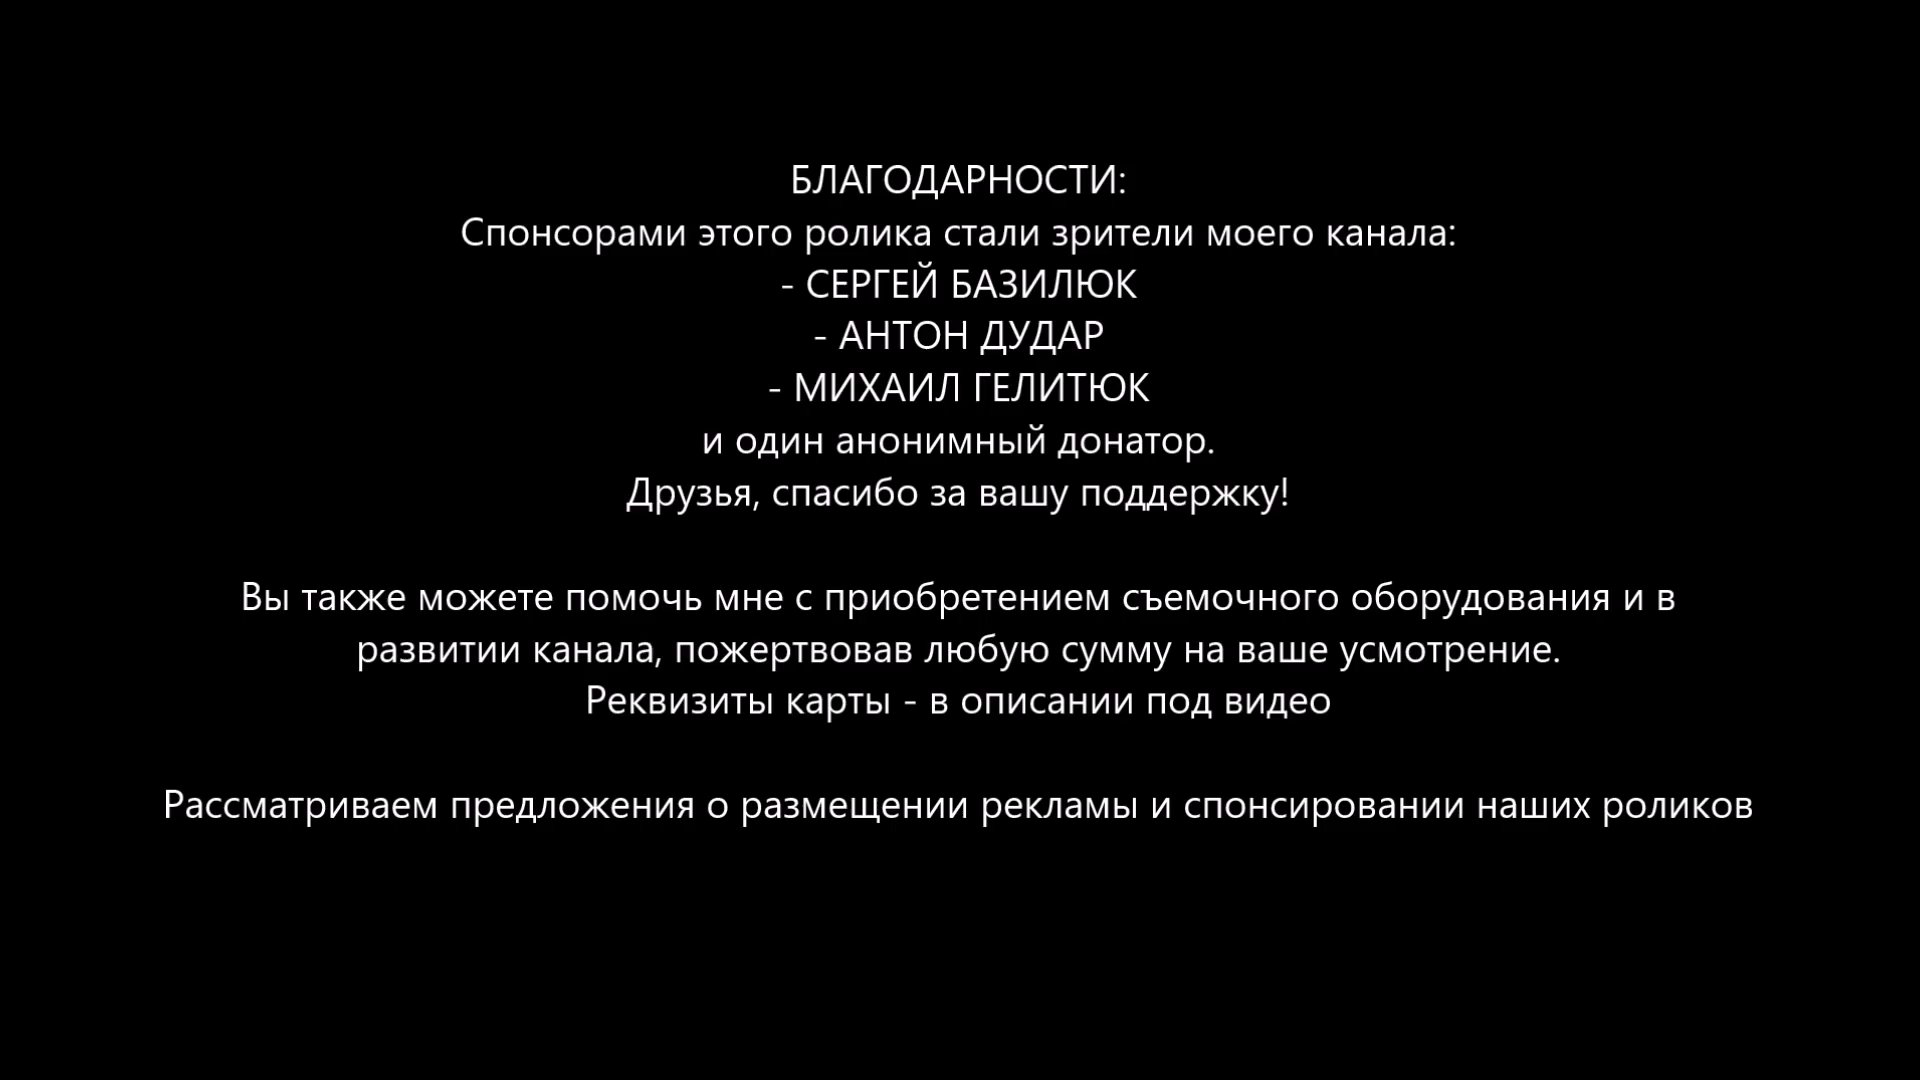 БЛАГОДАРНОСТИ:
Спонсорами этого ролика стали зрители моего канала:
- СЕРГЕЙ БАЗИЛЮК
- АНТОН ДУДАР
- МИХАИЛ ГЕЛИТЮК
и один анонимный донатор.
Друзья, спасибо за вашу поддержку!
Вы также можете помочь мне с приобретением съемочного оборудования и в
развитии канала, пожертвовав любую сумму на ваше усмотрение.
Реквизиты карты - в описании под видео
Рассматриваем предложения о размещении рекламы и спонсировании наших роликов